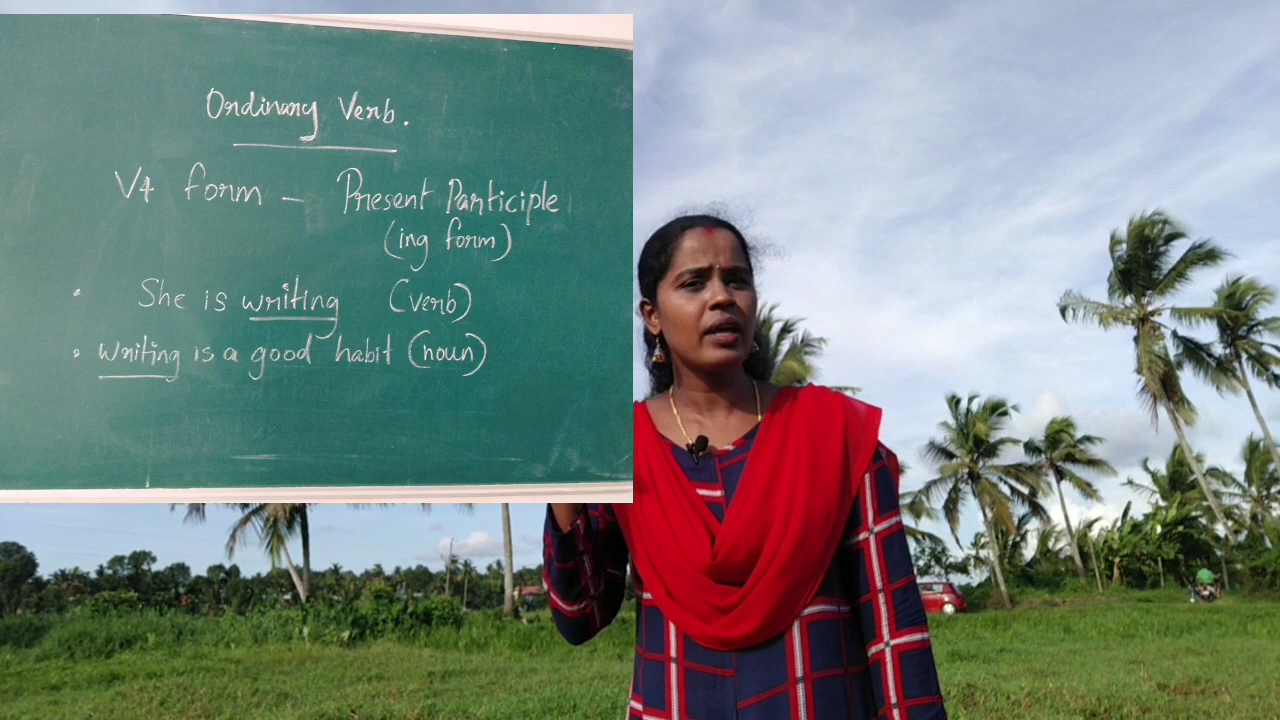 Ordinary Verb.
V4 form - Present Participle
(ing form)
• She is writing (verb)
• writing is a good habit (noun)